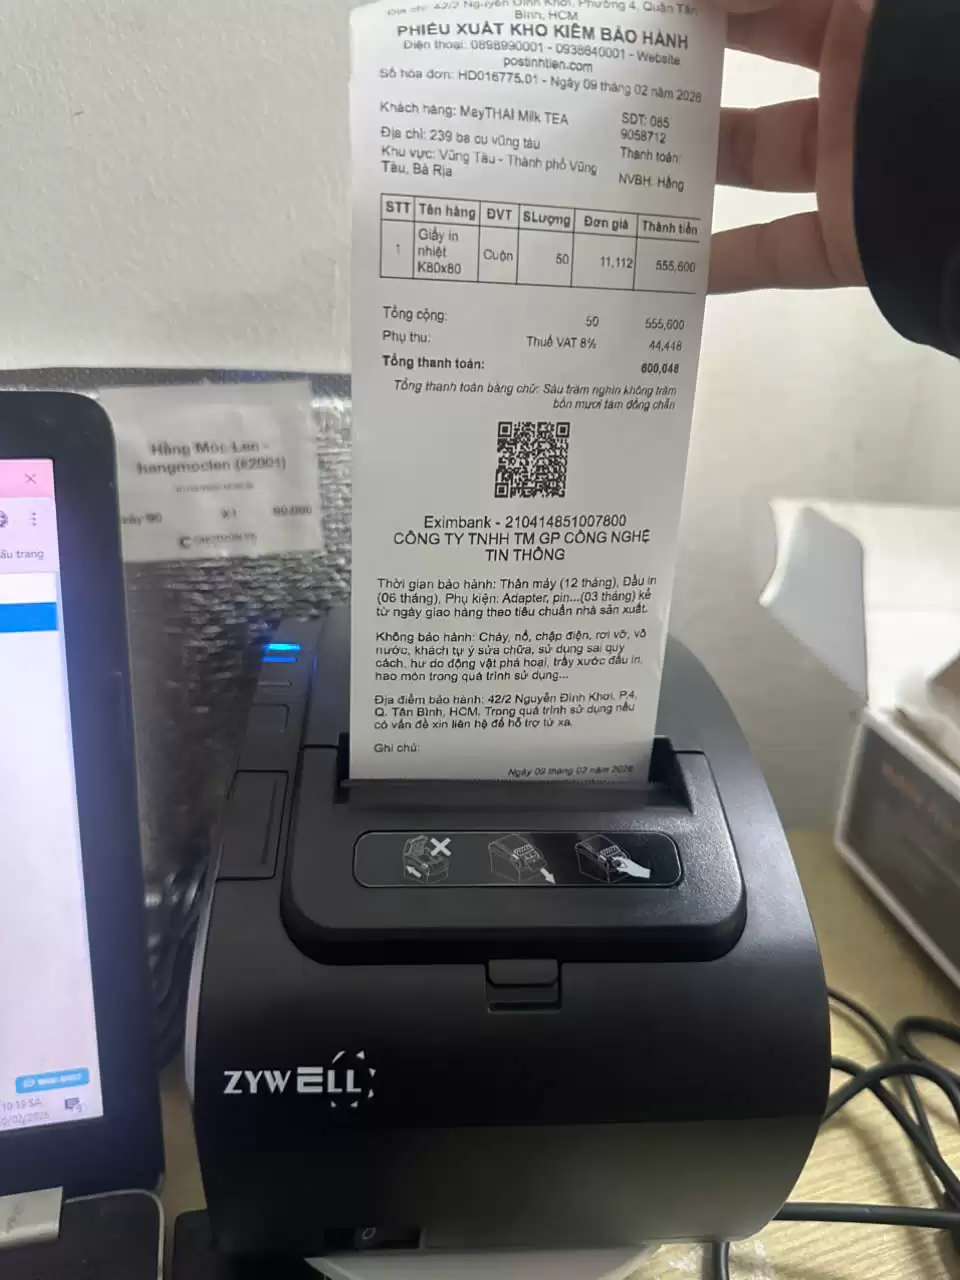 Địa chỉ: 42/2 Nguyễn Đình Khơi, Phường 4, Quận Tân
Bình, HCM
PHIẾU XUẤT KHO KIÊM BẢO HÀNH
Điện thoại: 0898990001 - 0938640001 - Website
postinhtien.com
Số hóa đơn: HD016775.01 - Ngày 09 tháng 02 năm 2026
Khách hàng: MayTHAI Milk TEA
SDT: 085
9058712
Địa chỉ: 239 ba cu vũng tàu
Thanh toán:
Khu vực: Vũng Tàu - Thành phố Vũng
Tàu, Bà Rịa
NVBH: Hằng
STT Tên hàng ĐVT SLượng Đơn giá Thành tiền
1 Giấy in nhiệt K80x80 Cuộn 50 11,112 555,600
Tổng cộng: 50 555,600
Phụ thu: Thuế VAT 8% 44,448
Tổng thanh toán: 600,048
Tổng thanh toán bằng chữ: Sáu trăm nghìn không trăm
bốn mươi tám đồng chẵn
Eximbank - 210414851007800
CÔNG TY TNHH TM GP CÔNG NGHỆ
TIN THÔNG
Thời gian bảo hành: Thân máy (12 tháng), Đầu in
(06 tháng), Phụ kiện: Adapter, pin...(03 tháng) kể
từ ngày giao hàng theo tiêu chuẩn nhà sản xuất.
Không bảo hành: Cháy, nổ, chập điện, rơi vỡ, vô
nước, khách tự ý sửa chữa, sử dụng sai quy
cách, hư do động vật phá hoại, trầy xước đầu in,
hao mòn trong quá trình sử dụng...
Địa điểm bảo hành: 42/2 Nguyễn Đình Khơi, P.4,
Q. Tân Bình, HCM. Trong quá trình sử dụng nếu
có vấn đề xin liên hệ để hỗ trợ từ xa.
Ghi chú:
Ngày 09 tháng 02 năm 2026
Hằng Móc Len -
hangmoclen (#2001)
X1 90.000
ZYWELL